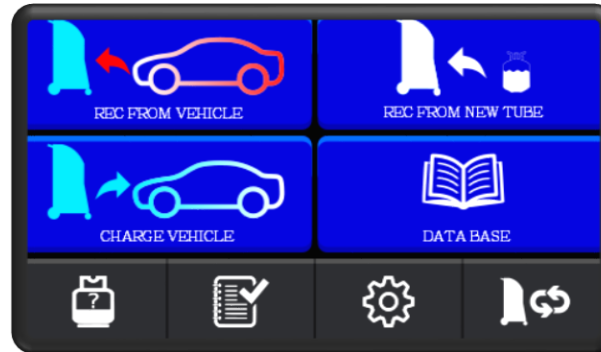 REC FROM VEHICLE
REC FROM NEW TUBE
CHARGE VEHICLE
DATA BASE
?